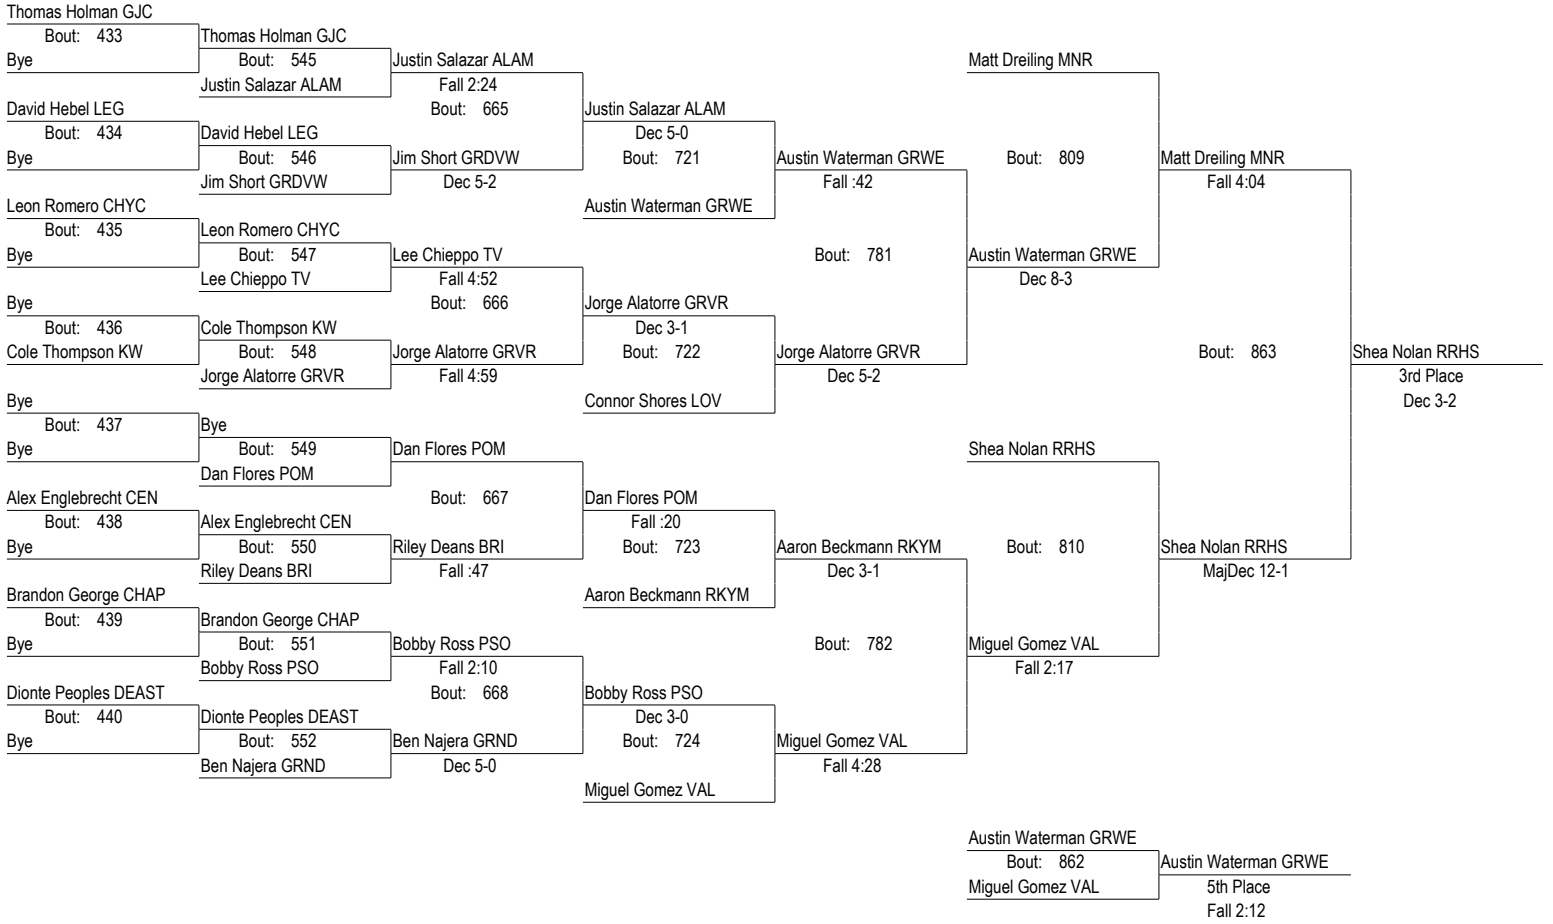 Thomas Holman GJC
Bout: 433 Thomas Holman GJC
Bye Bout: 545 Justin Salazar ALAM Matt Dreiling MNR
Justin Salazar ALAM Fall 2:24
David Hebel LEG Bout: 665 Justin Salazar ALAM
Bout: 434 David Hebel LEG Dec 5-0
Bye Bout: 546 Jim Short GRDVW Bout: 721 Austin Waterman GRWE Bout: 809 Matt Dreiling MNR
Jim Short GRDVW Dec 5-2 Fall :42 Fall 4:04
Leon Romero CHYC Austin Waterman GRWE
Bout: 435 Leon Romero CHYC
Bye Bout: 547 Lee Chieppo TV Bout: 781 Austin Waterman GRWE
Lee Chieppo TV Fall 4:52 Dec 8-3
Bye Bout: 666 Jorge Alatorre GRVR
Bout: 436 Cole Thompson KW Dec 3-1
Cole Thompson KW Bout: 548 Jorge Alatorre GRVR Bout: 722 Jorge Alatorre GRVR Bout: 863 Shea Nolan RRHS
Jorge Alatorre GRVR Fall 4:59 Dec 5-2 3rd Place
Bye Connor Shores LOV Dec 3-2
Bout: 437 Bye
Bye Bout: 549 Dan Flores POM Shea Nolan RRHS
Dan Flores POM
Alex Englebrecht CEN Bout: 667 Dan Flores POM
Bout: 438 Alex Englebrecht CEN Fall :20
Bye Bout: 550 Riley Deans BRI Bout: 723 Aaron Beckmann RKYM Bout: 810 Shea Nolan RRHS
Riley Deans BRI Fall :47 Dec 3-1 MajDec 12-1
Brandon George CHAP Aaron Beckmann RKYM
Bout: 439 Brandon George CHAP
Bye Bout: 551 Bobby Ross PSO Bout: 782 Miguel Gomez VAL
Bobby Ross PSO Fall 2:10 Fall 2:17
Dionte Peoples DEAST Bout: 668 Bobby Ross PSO
Bout: 440 Dionte Peoples DEAST Dec 3-0
Bye Bout: 552 Ben Najera GRND Bout: 724 Miguel Gomez VAL
Ben Najera GRND Dec 5-0 Fall 4:28
Miguel Gomez VAL
Austin Waterman GRWE
Bout: 862 Austin Waterman GRWE
Miguel Gomez VAL 5th Place
Fall 2:12